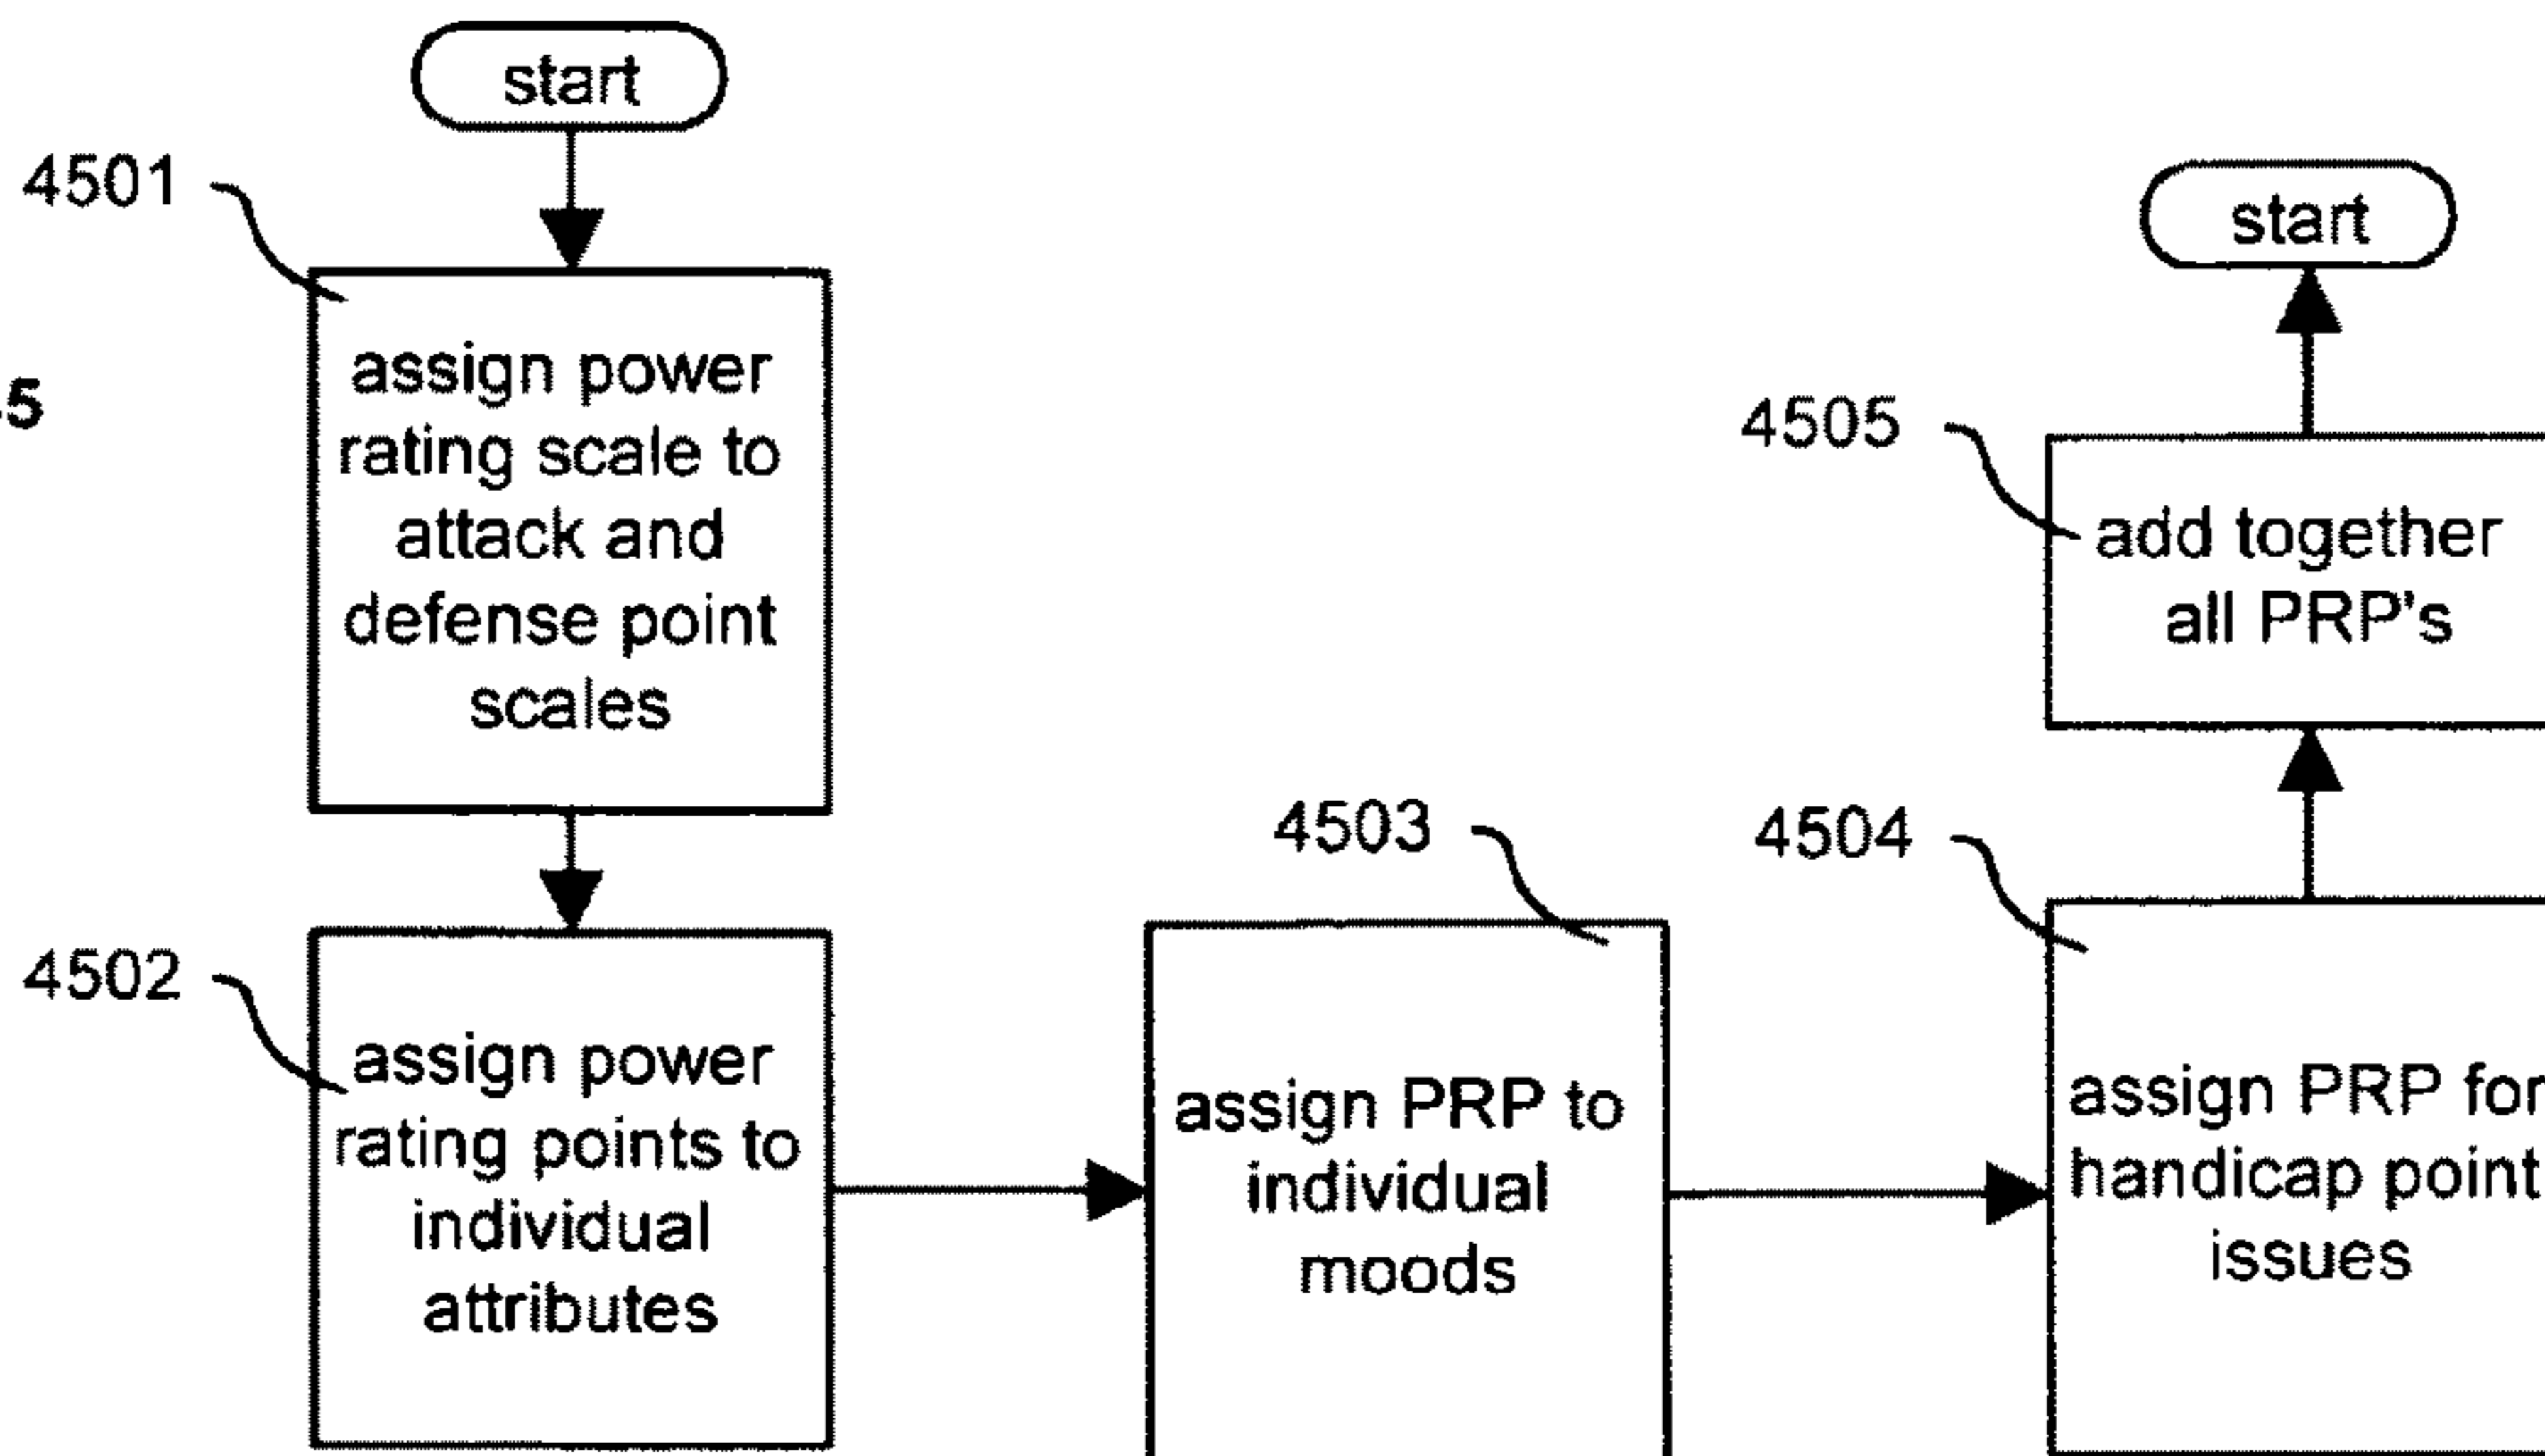 start
4501
assign power
rating scale to
attack and
defense point
scales
5
4502
assign power
rating points to
individual
attributes
4503
assign PRP to
individual
moods
4504
assign PRP for
handicap point
issues
4505
add together
all PRP's
start